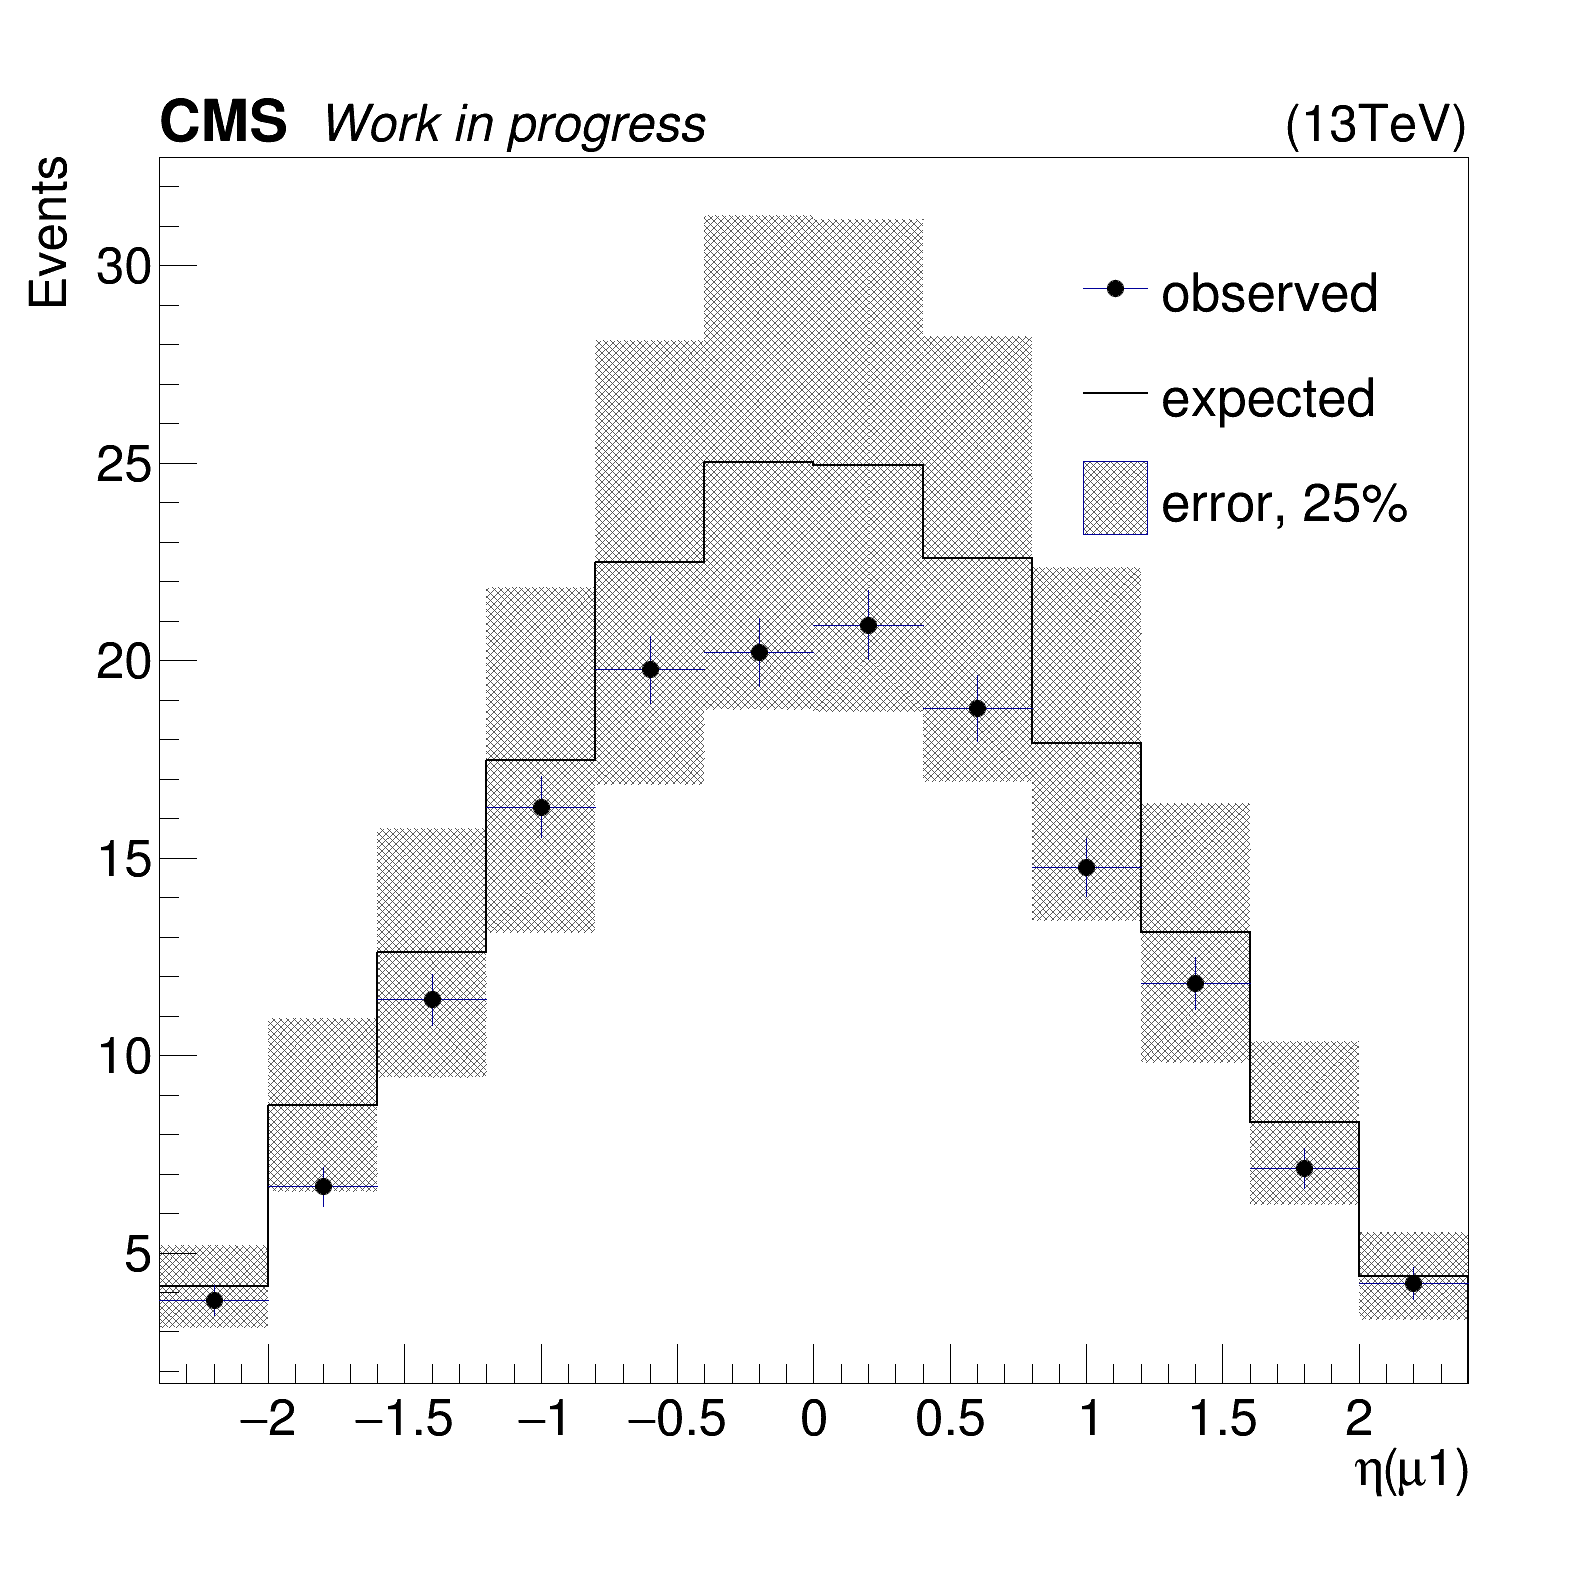 CMS Work in progress (13TeV)
Events
30
25
20
15
10
5
observed
expected
error, 25%
−2 −1.5 −1 −0.5 0 0.5 1 1.5 2
η(μ1)